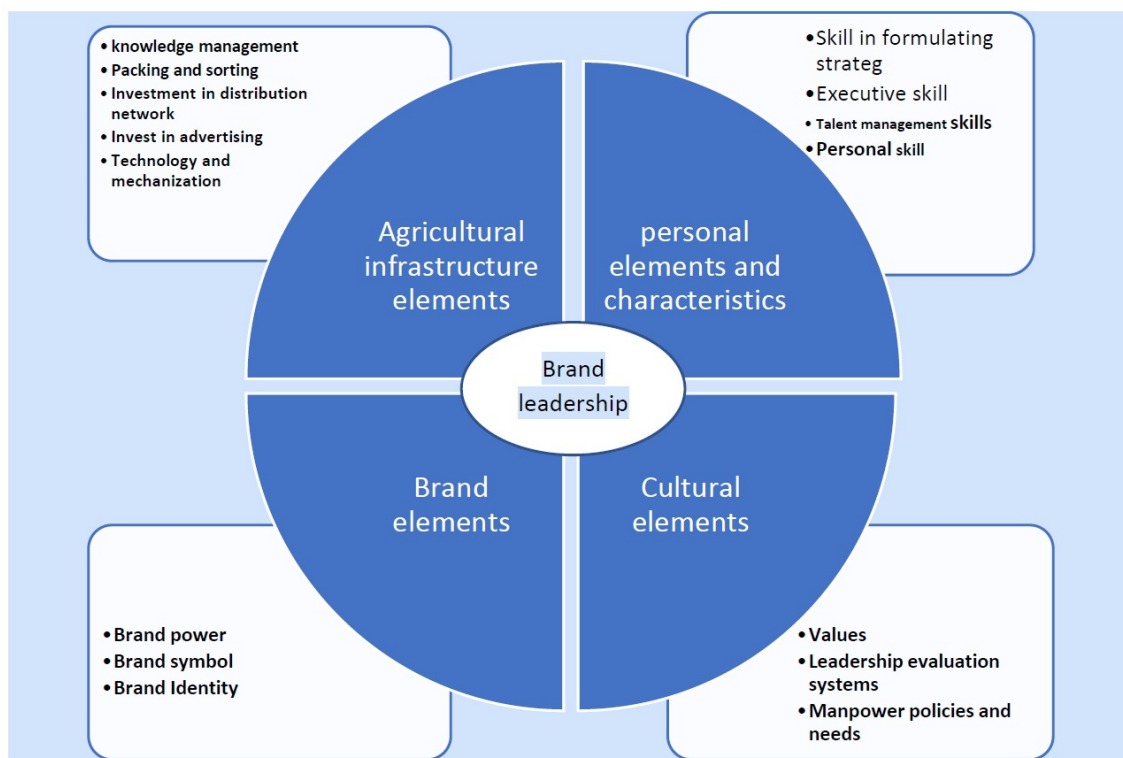 • knowledge management
• Packing and sorting
• Investment in distribution
network
• Invest in advertising
• Technology and
mechanization
• Skill in formulating
strateg
• Executive skill
• Talent management skills
• Personal skill
Agricultural
infrastructure
elements
personal
elements and
characteristics
Brand
leadership
Brand
elements
Cultural
elements
• Brand power
• Brand symbol
• Brand Identity
• Values
• Leadership evaluation
systems
• Manpower policies and
needs